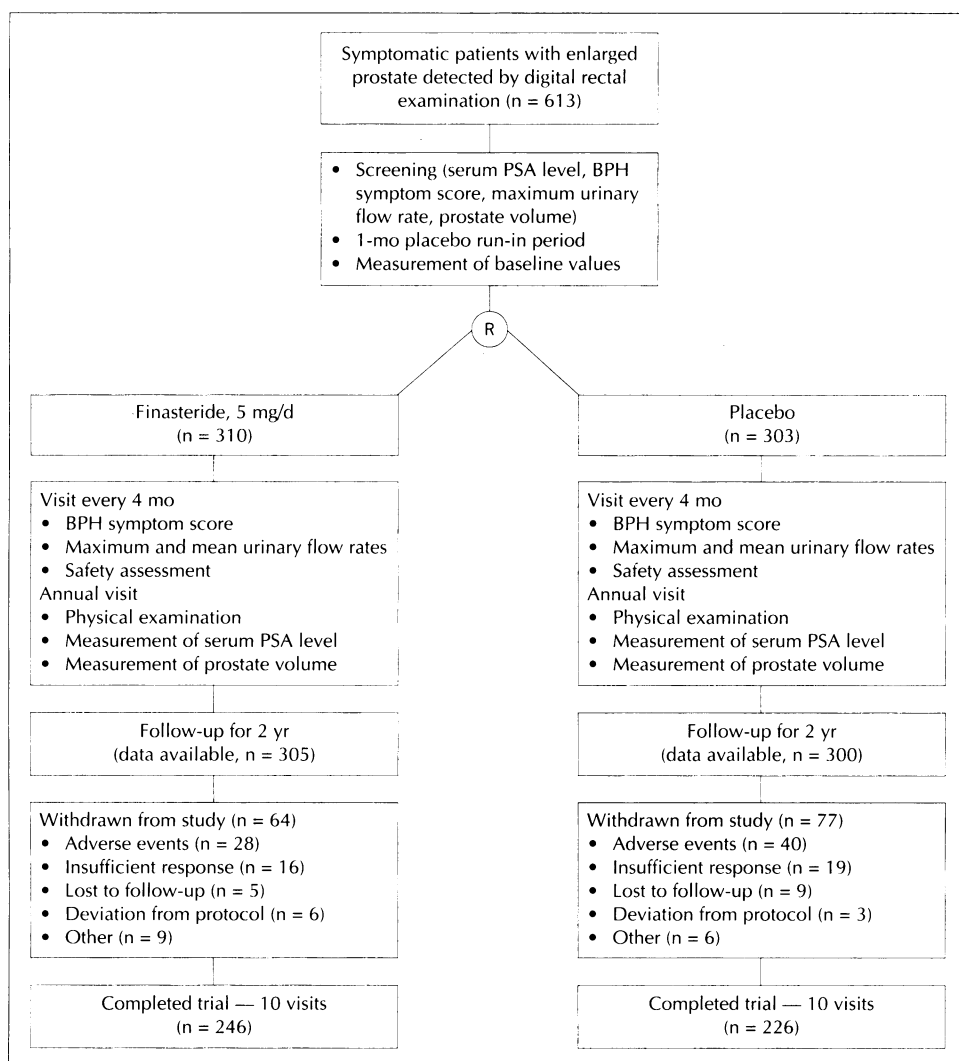 Symptomatic patients with enlarged
prostate detected by digital rectal
examination (n = 613)
• Screening (serum PSA level, BPH
symptom score, maximum urinary
flow rate, prostate volume)
• 1-mo placebo run-in period
• Measurement of baseline values
R
Finasteride, 5 mg/d
(n = 310)
Visit every 4 mo
• BPH symptom score
• Maximum and mean urinary flow rates
• Safety assessment
Annual visit
• Physical examination
• Measurement of serum PSA level
• Measurement of prostate volume
Follow-up for 2 yr
(data available, n = 305)
Withdrawn from study (n = 64)
• Adverse events (n = 28)
• Insufficient response (n = 16)
• Lost to follow-up (n = 5)
• Deviation from protocol (n = 6)
• Other (n = 9)
Completed trial — 10 visits
(n = 246)
Placebo
(n = 303)
Visit every 4 mo
• BPH symptom score
• Maximum and mean urinary flow rates
• Safety assessment
Annual visit
• Physical examination
• Measurement of serum PSA level
• Measurement of prostate volume
Follow-up for 2 yr
(data available, n = 300)
Withdrawn from study (n = 77)
• Adverse events (n = 40)
• Insufficient response (n = 19)
• Lost to follow-up (n = 9)
• Deviation from protocol (n = 3)
• Other (n = 6)
Completed trial — 10 visits
(n = 226)